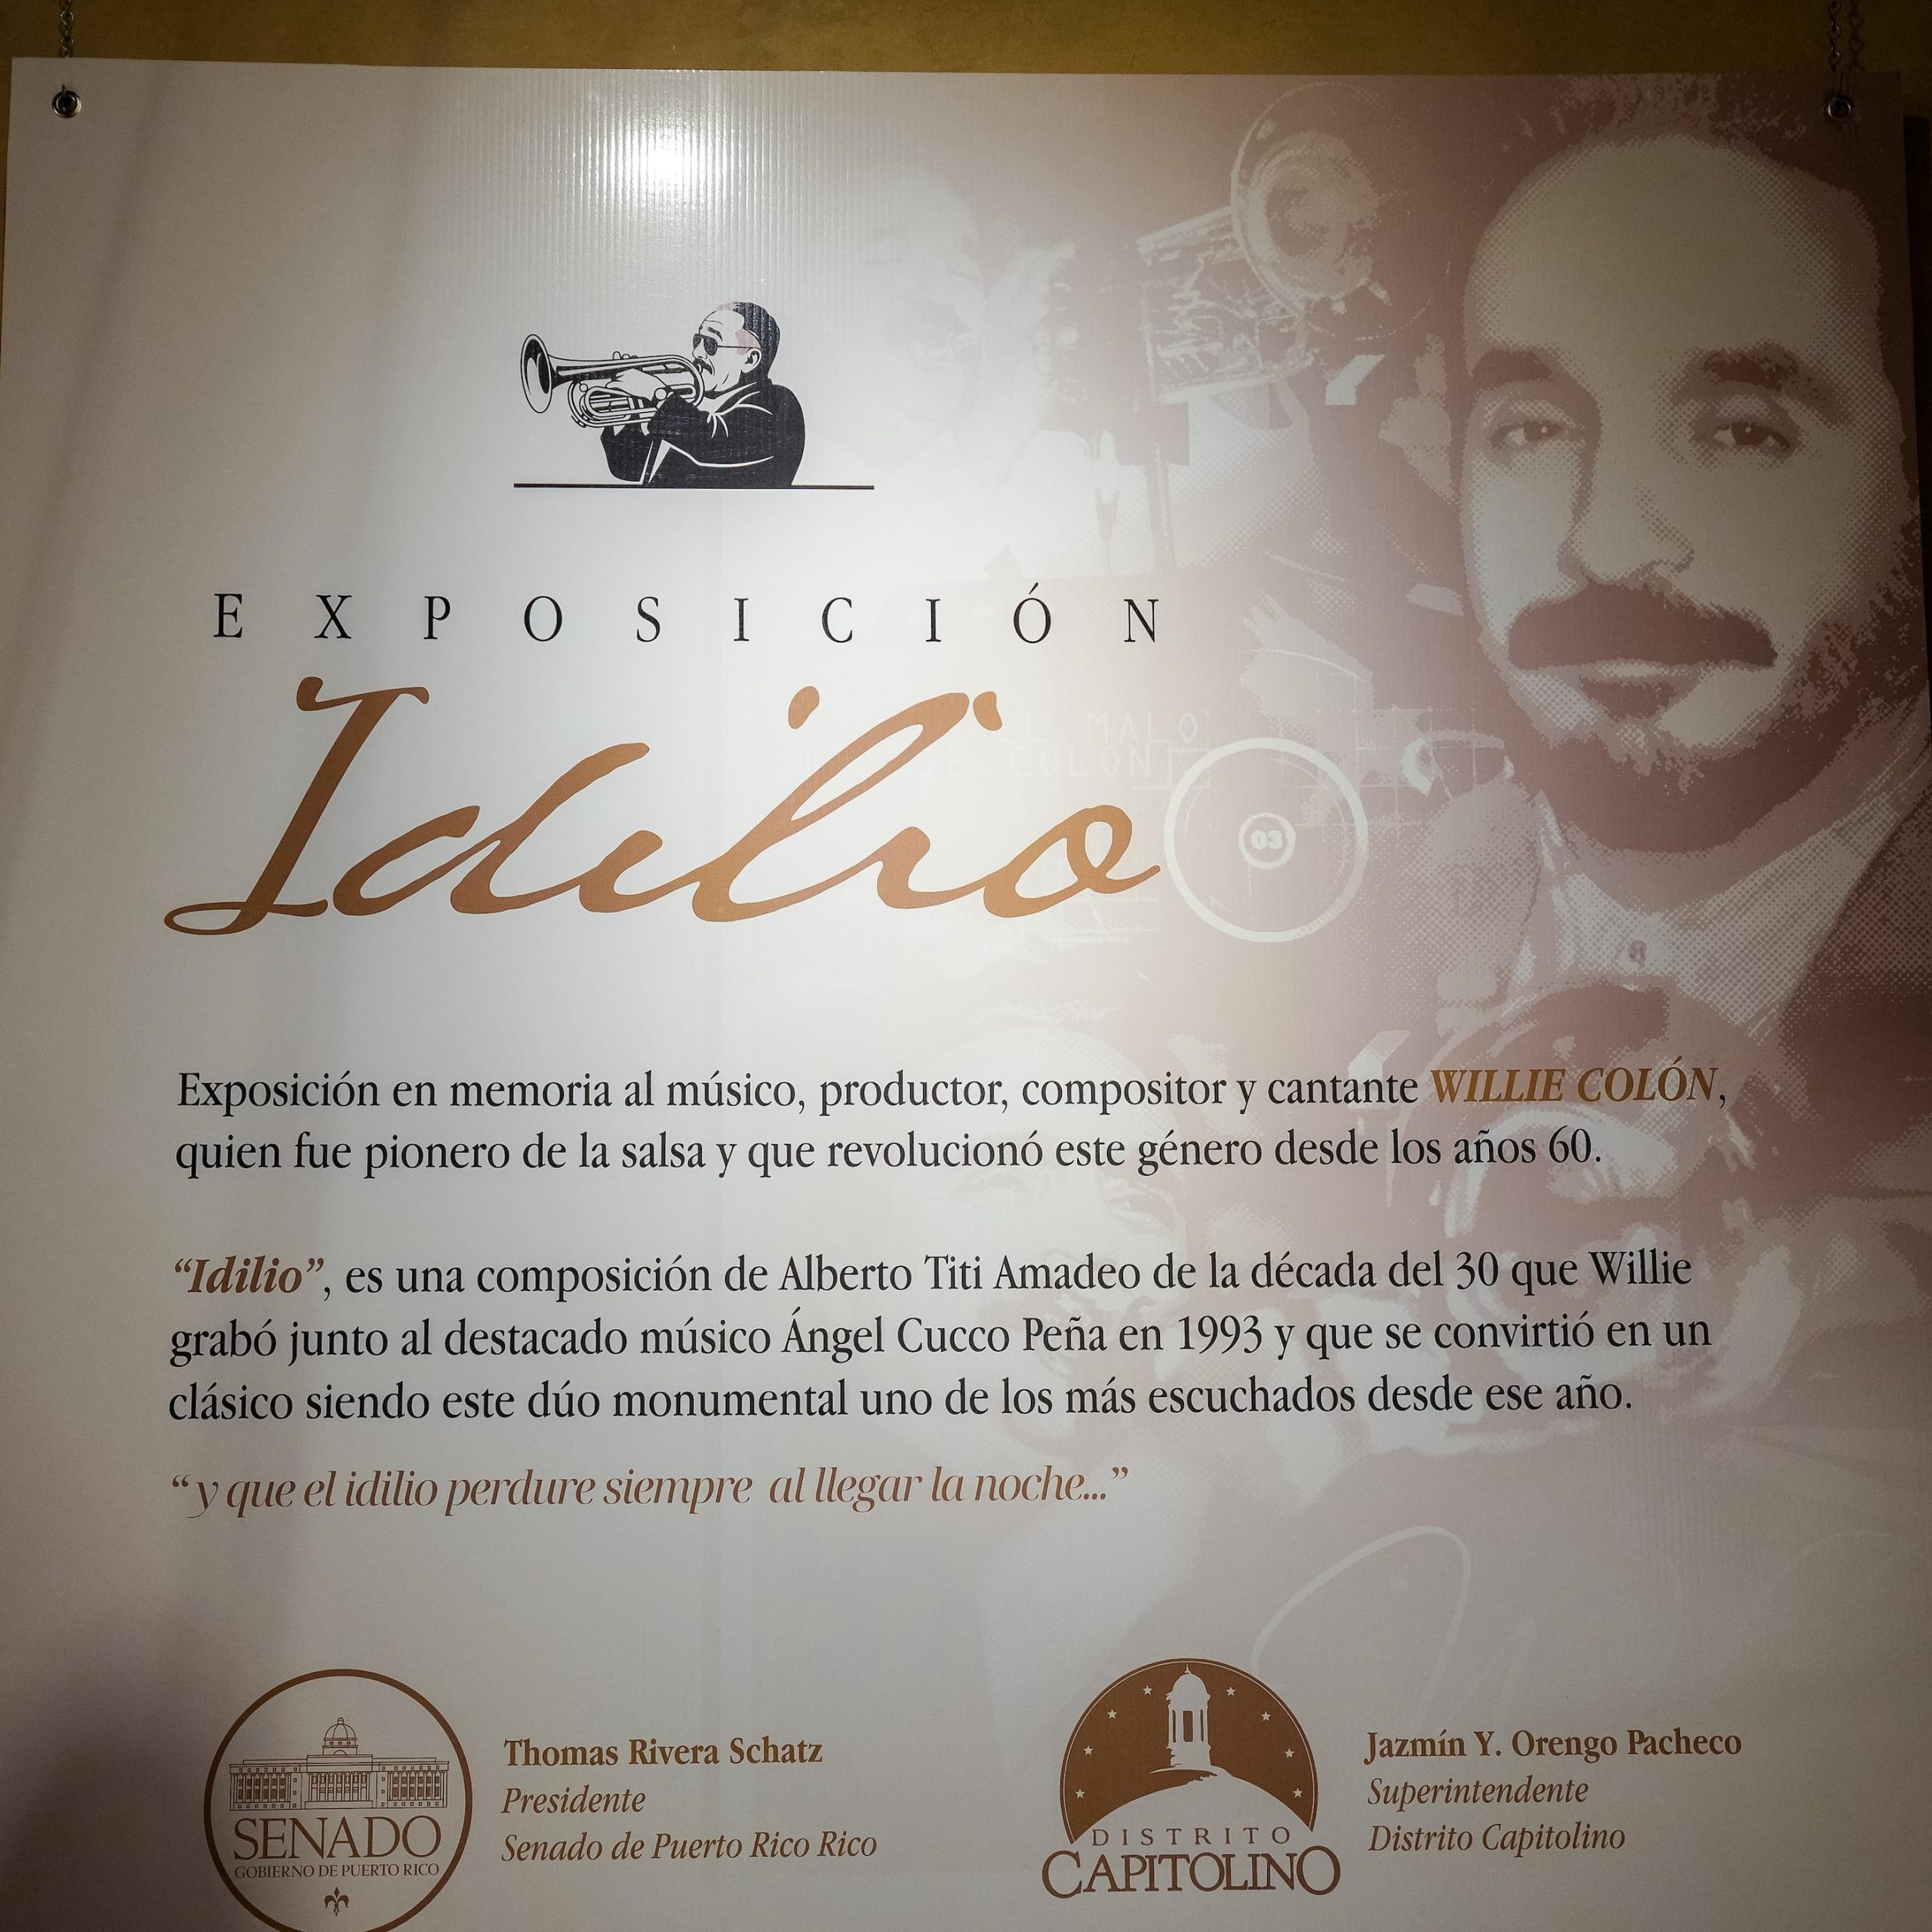 EXPOSICIÓN
Idilio
EL MALO
COLON
03
Exposición en memoria al músico, productor, compositor y cantante WILLIE COLÓN,
quien fue pionero de la salsa y que revolucionó este género desde los años 60.
“Idilio”, es una composición de Alberto Titi Amadeo de la década del 30 que Willie
grabó junto al destacado músico Ángel Cucco Peña en 1993 y que se convirtió en un
clásico siendo este dúo monumental uno de los más escuchados desde ese año.
“y que el idilio perdure siempre al llegar la noche...”
SENADO
GOBIERNO DE PUERTO RICO
Thomas Rivera Schatz
Presidente
Senado de Puerto Rico Rico
DISTRITO
CAPITOLINO
Jazmín Y. Orengo Pacheco
Superintendente
Distrito Capitolino